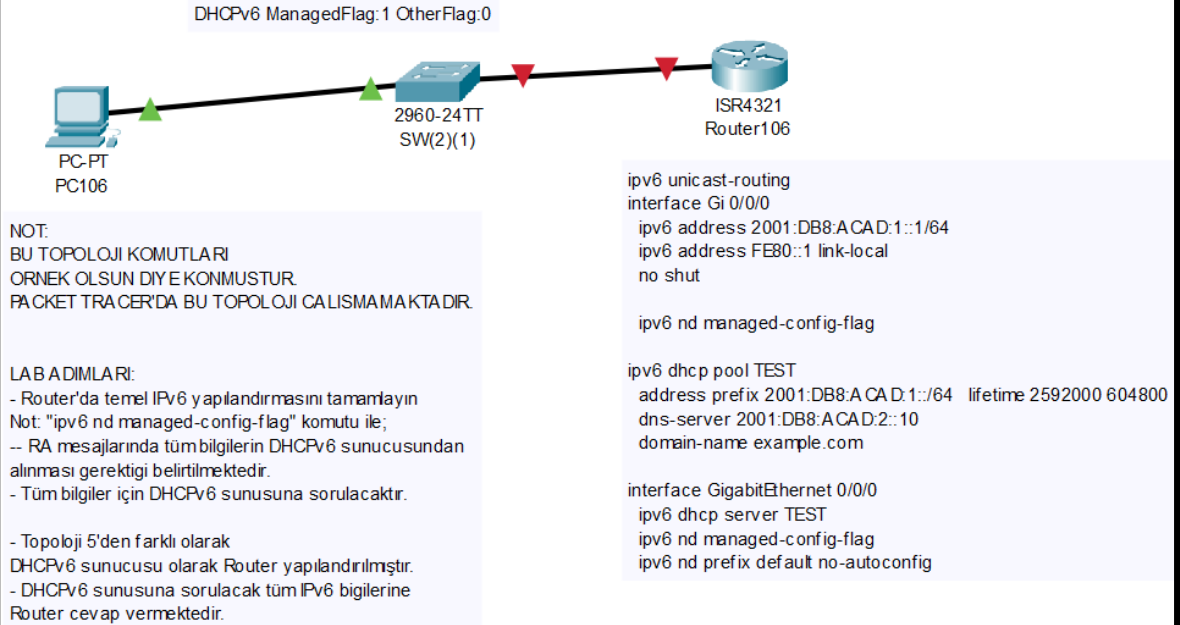 DHCPv6 ManagedFlag:1 OtherFlag:0
2960-24TT
SW(2)(1)
ISR4321
Router106
PC-PT
PC106
NOT:
BU TOPOLOJI KOMUTLARI
ORNEK OLSUN DIYE KONMUSTUR.
PACKET TRACER'DA BU TOPOLOJI CALISMAMAKTADIR.
LAB ADIMLARI:
- Router'da temel IPv6 yapılandırmasını tamamlayın
Not: "ipv6 nd managed-config-flag" komutu ile;
-- RA mesajlarında tüm bilgilerin DHCPv6 sunucusundan
alınması gerektigi belirtilmektedir.
- Tüm bilgiler için DHCPv6 sunusuna sorulacaktır.
- Topoloji 5'den farklı olarak
DHCPv6 sunucusu olarak Router yapılandırılmıştır.
- DHCPv6 sunusuna sorulacak tüm IPv6 bigilerine
Router cevap vermektedir.
ipv6 unicast-routing
interface Gi 0/0/0
ipv6 address 2001:DB8:ACAD:1::1/64
ipv6 address FE80::1 link-local
no shut
ipv6 nd managed-config-flag
ipv6 dhcp pool TEST
address prefix 2001:DB8:ACAD:1::/64 lifetime 2592000 604800
dns-server 2001:DB8:ACAD:2::10
domain-name example.com
interface GigabitEthernet 0/0/0
ipv6 dhcp server TEST
ipv6 nd managed-config-flag
ipv6 nd prefix default no-autoconfig